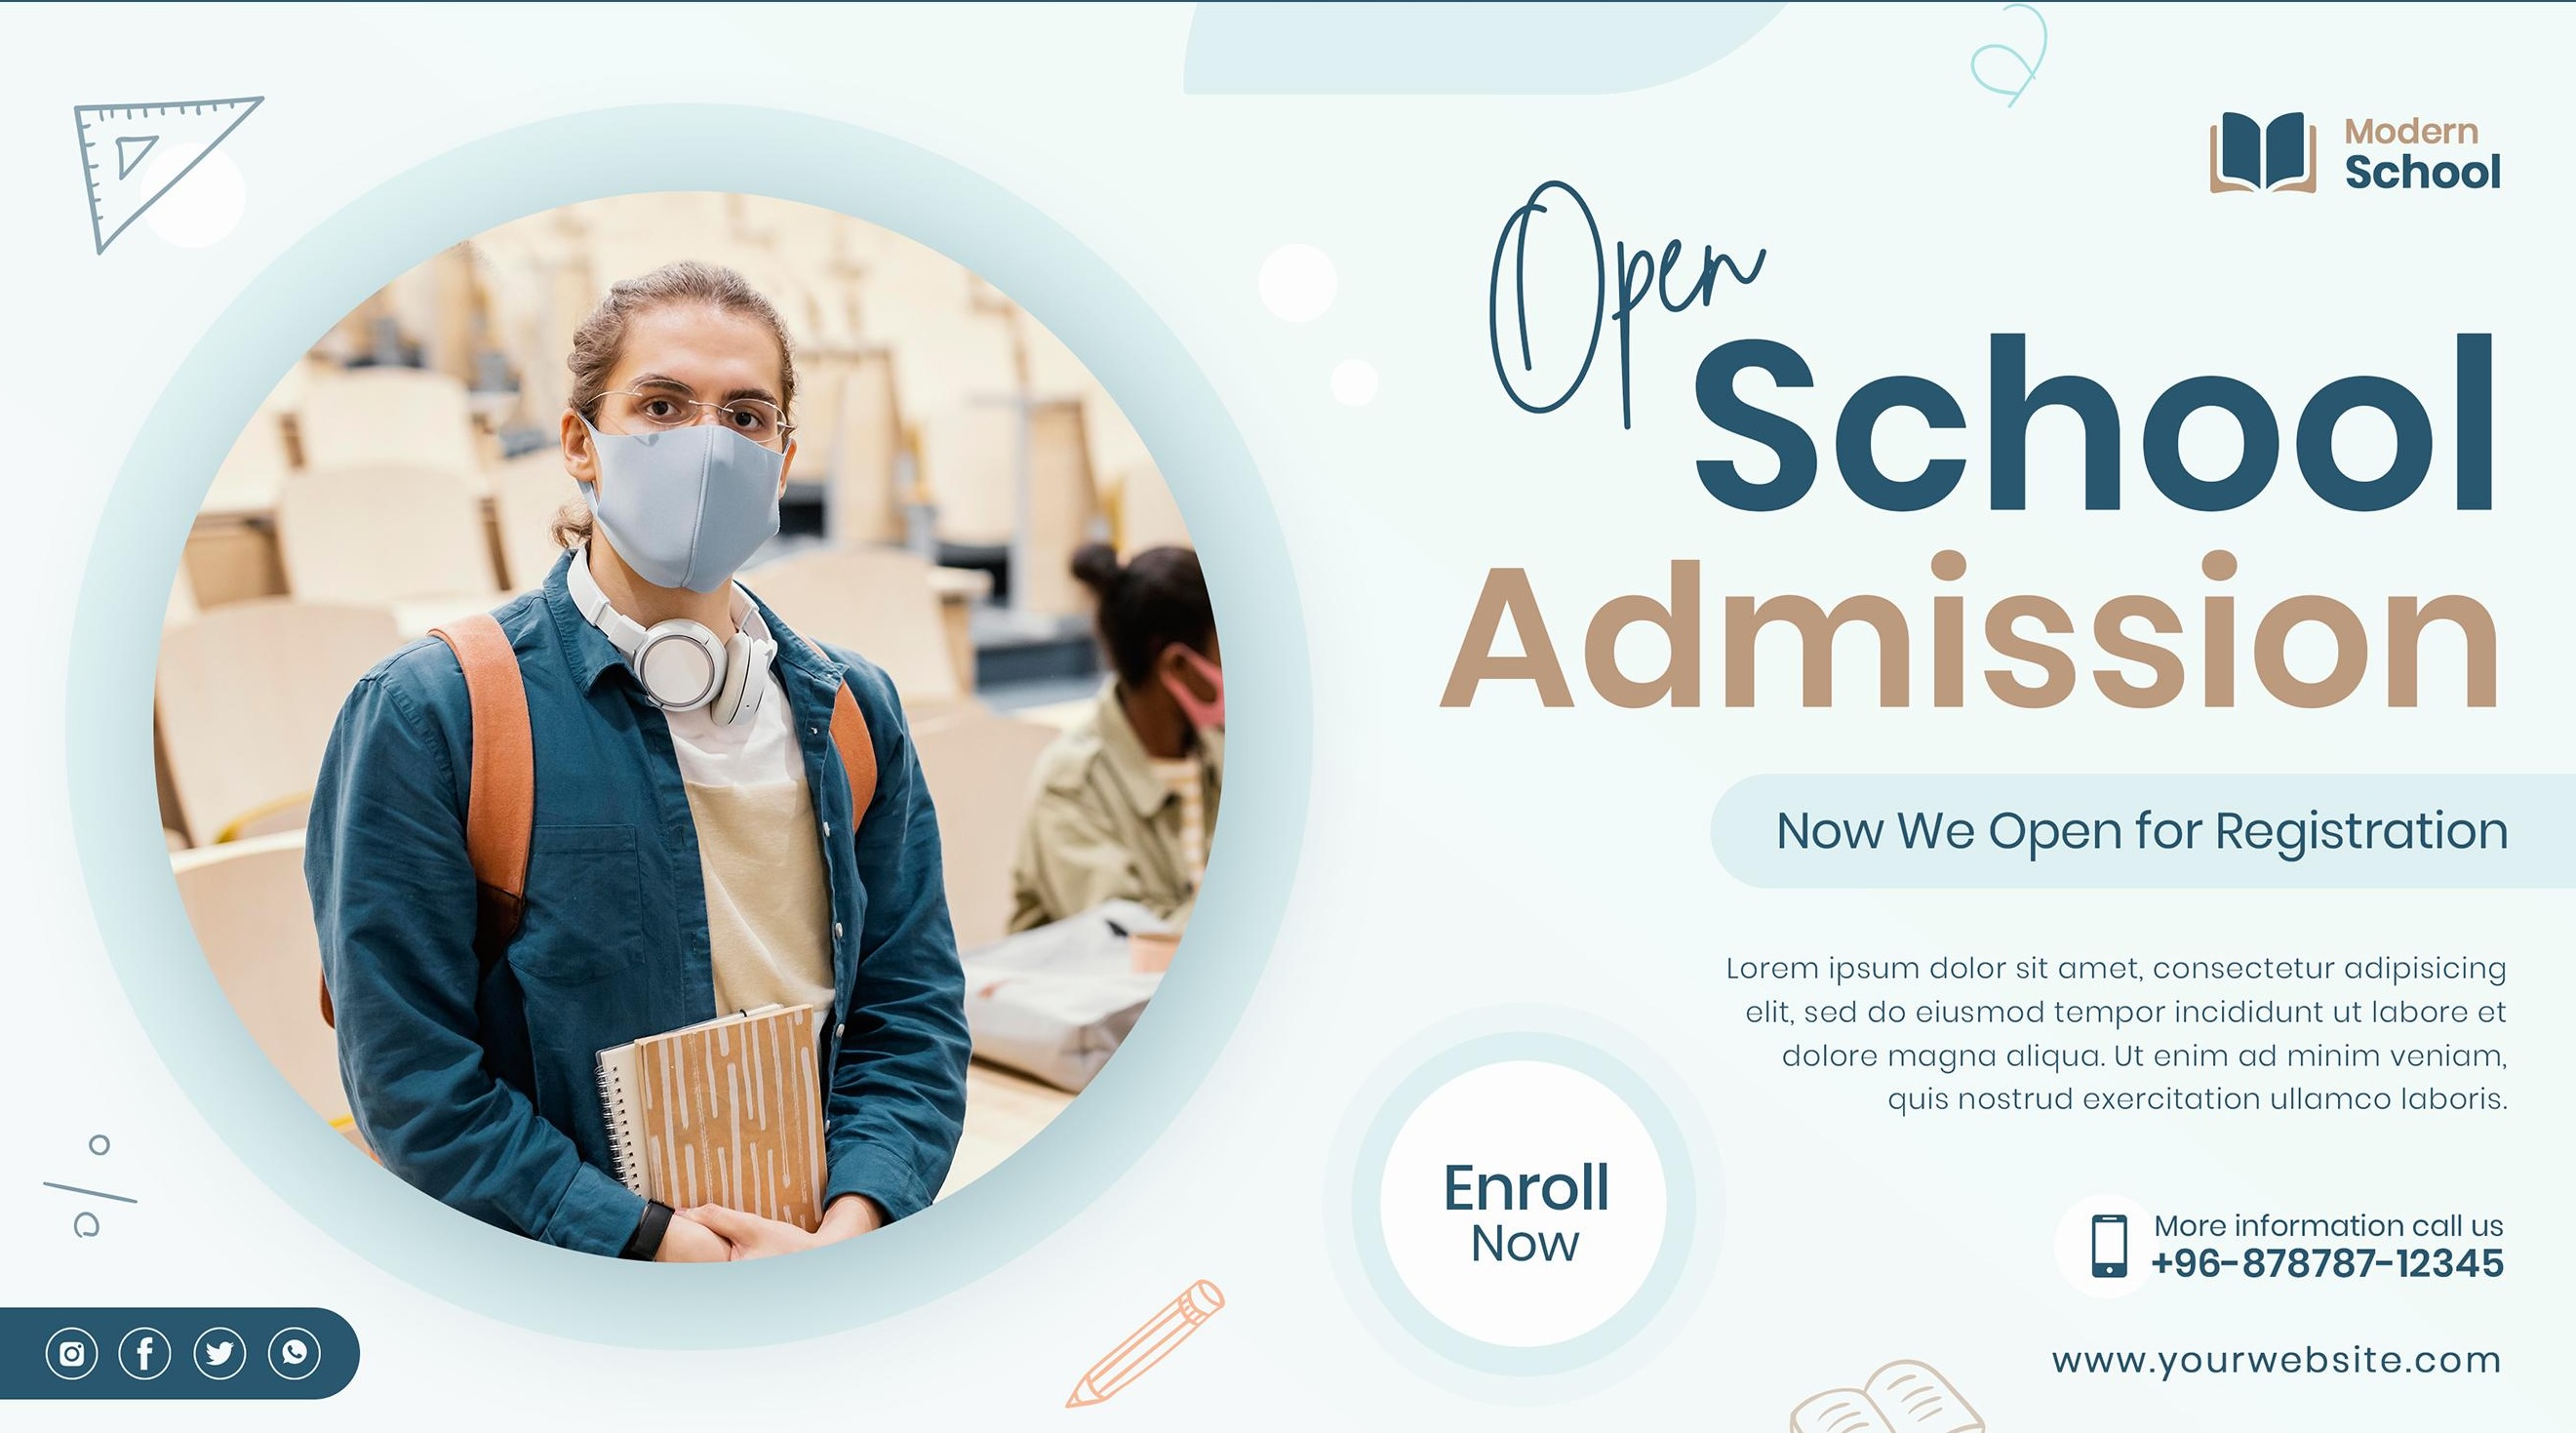 Modern
School
Open
School
Admission
Now We Open for Registration
Lorem ipsum dolor sit amet, consectetur adipisicing
elit, sed do eiusmod tempor incididunt ut labore et
dolore magna aliqua. Ut enim ad minim veniam,
quis nostrud exercitation ullamco laboris.
Enroll
Now
More information call us
+96-878787-12345
www.yourwebsite.com